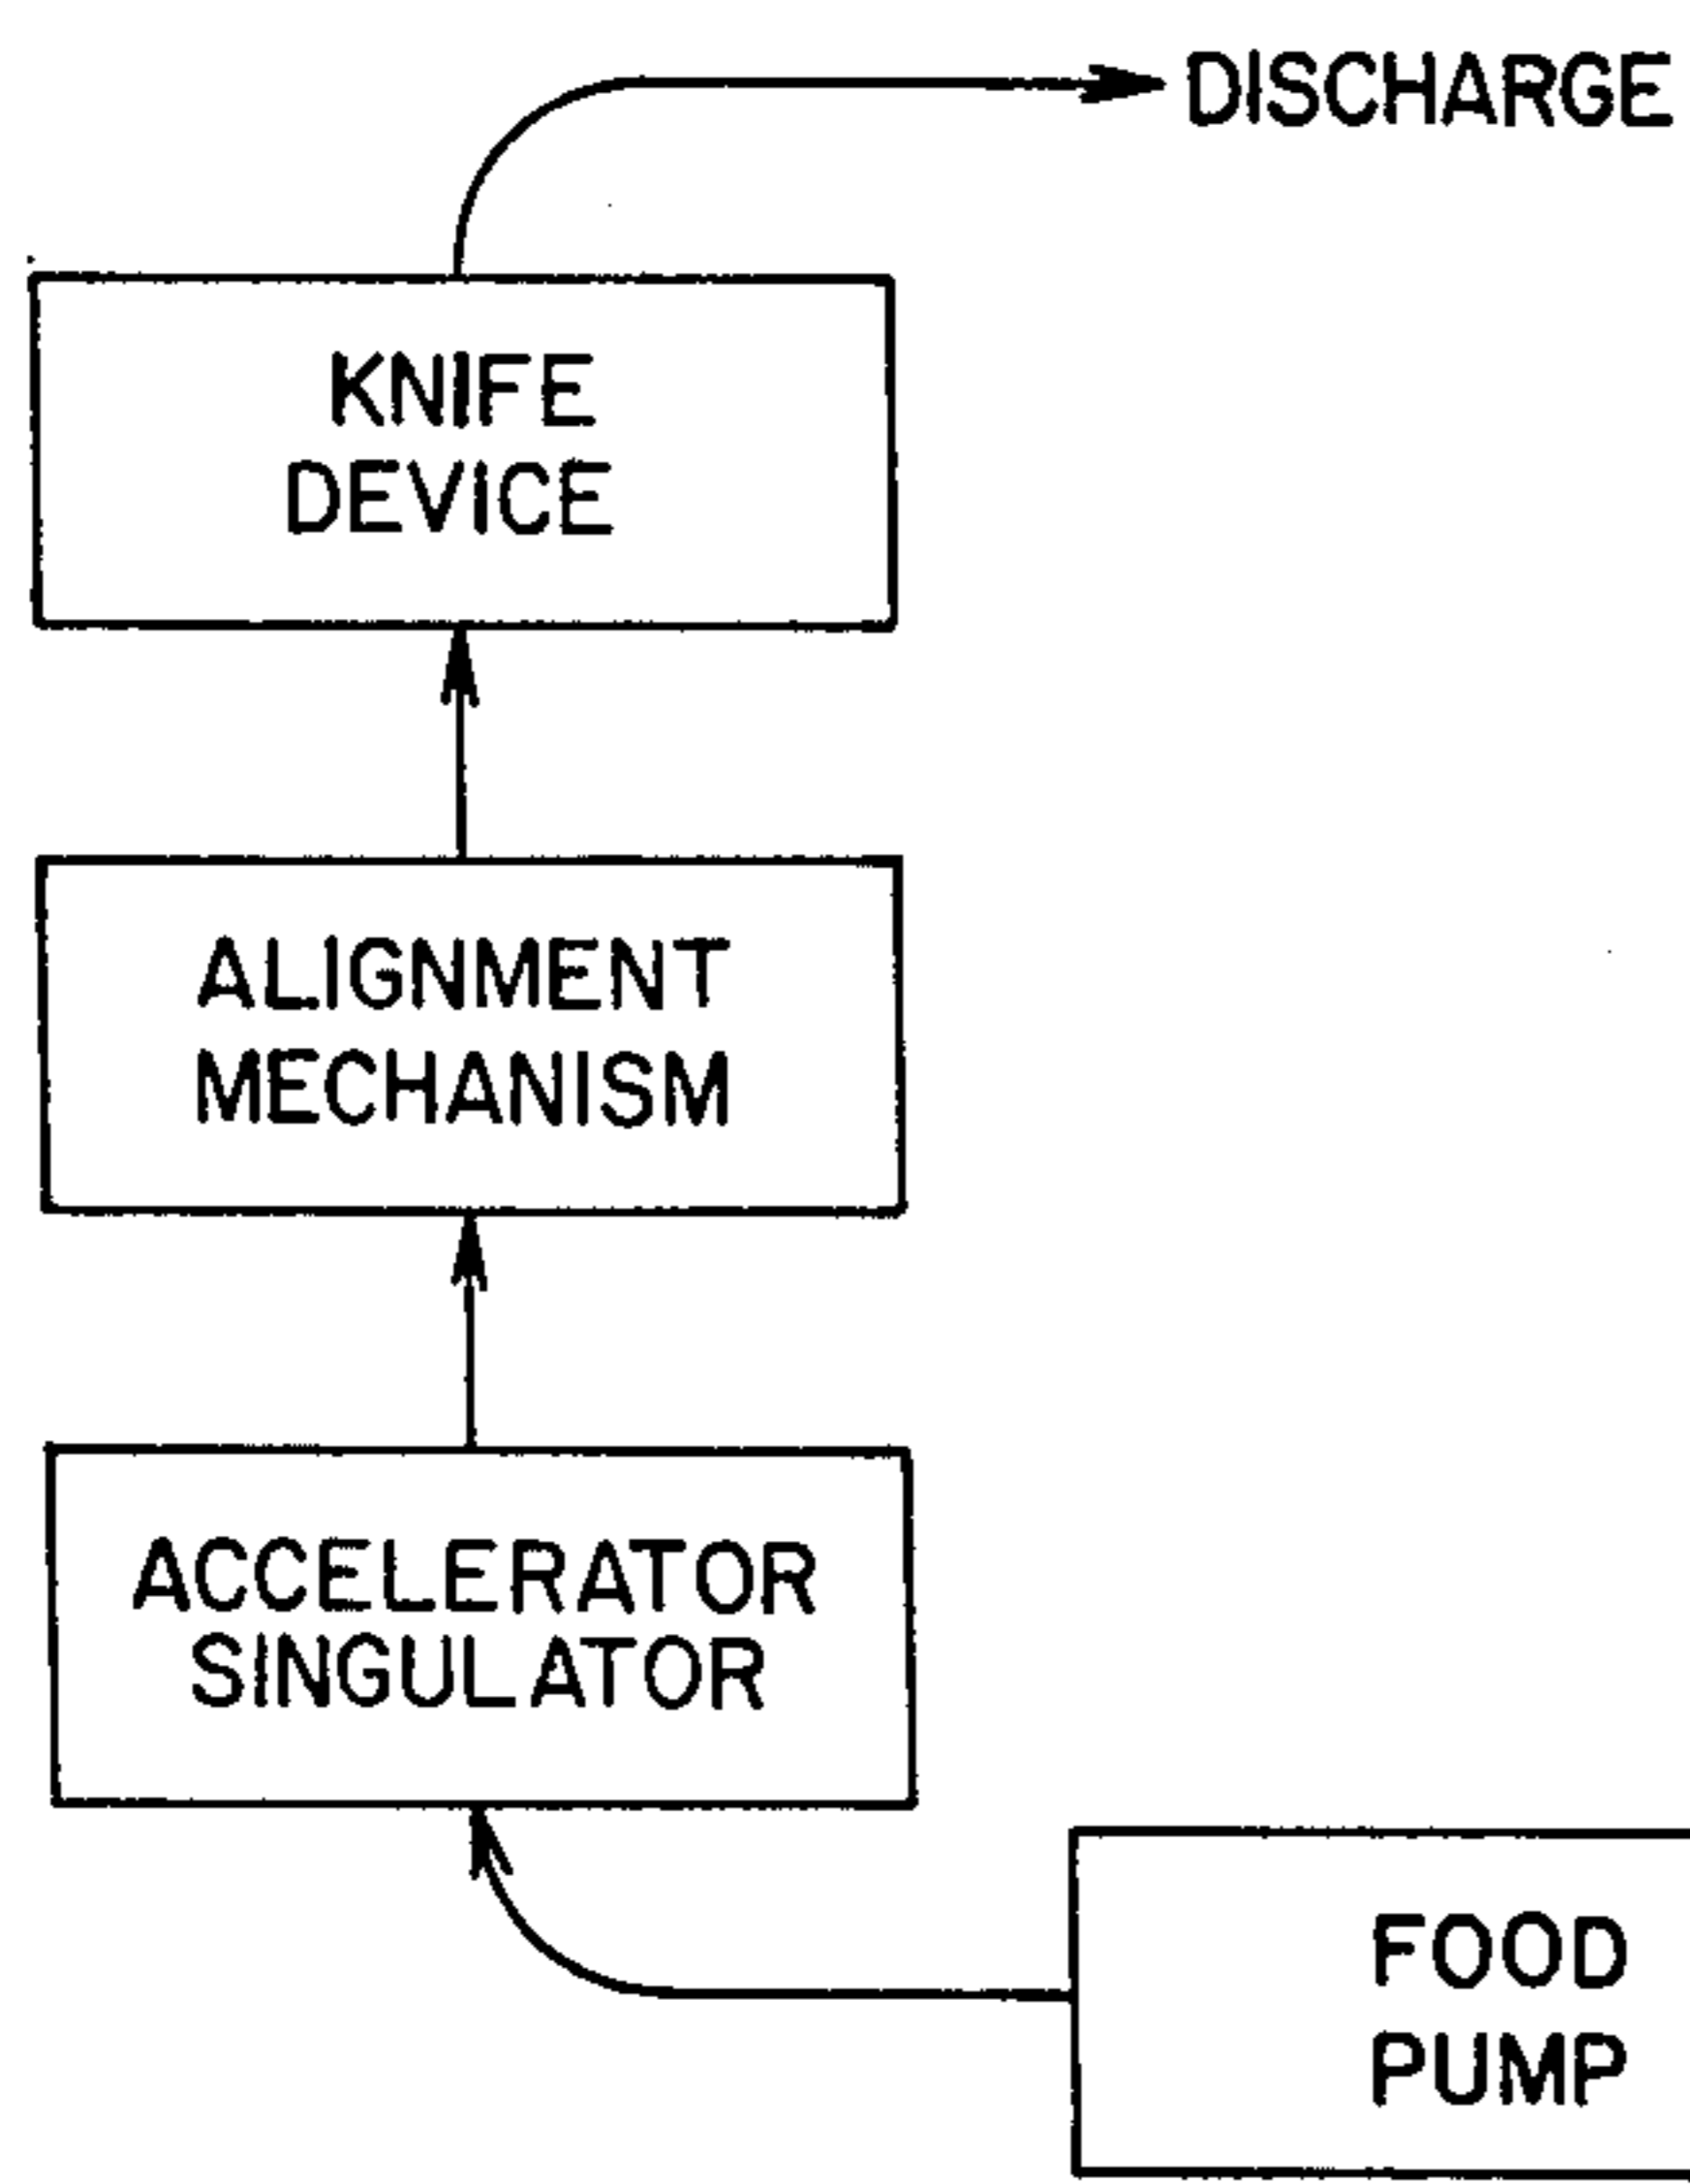 DISCHARGE
KNIFE
DEVICE
ALIGNMENT
MECHANISM
ACCELERATOR
SINGULATOR
FOOD
PUMP